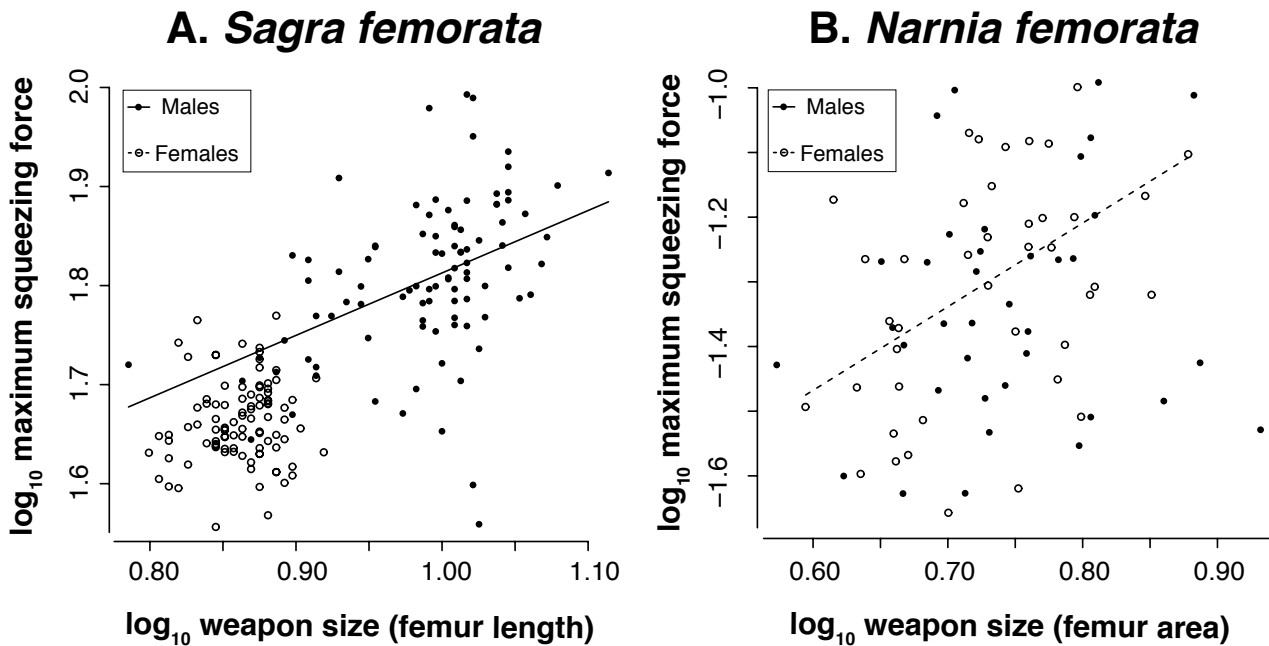 A. Sagra femorata
log₁₀ maximum squeezing force
2.0
1.9
1.8
1.7
1.6
Males
Females
0.80 0.90 1.00 1.10
log₁₀ weapon size (femur length)
B. Narnia femorata
log₁₀ maximum squeezing force
−1.0
−1.2
−1.4
−1.6
Males
Females
0.60 0.70 0.80 0.90
log₁₀ weapon size (femur area)